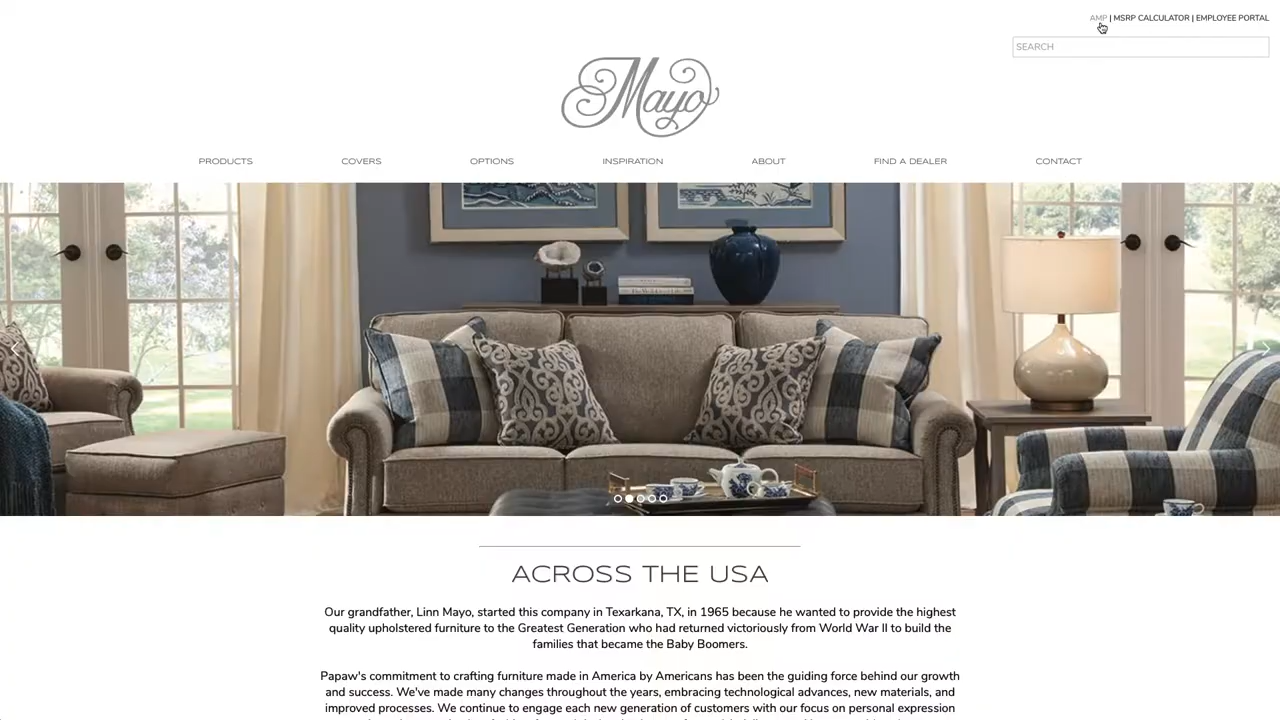 AMP | MSRP CALCULATOR | EMPLOYEE PORTAL
SEARCH
Mayo
PRODUCTS COVERS OPTIONS INSPIRATION ABOUT FIND A DEALER CONTACT
ACROSS THE USA
Our grandfather, Linn Mayo, started this company in Texarkana, TX, in 1965 because he wanted to provide the highest
quality upholstered furniture to the Greatest Generation who had returned victoriously from World War II to build the
families that became the Baby Boomers.
Papaw's commitment to crafting furniture made in America by Americans has been the guiding force behind our growth
and success. We've made many changes throughout the years, embracing technological advances, new materials, and
improved processes. We continue to engage each new generation of customers with our focus on personal expression